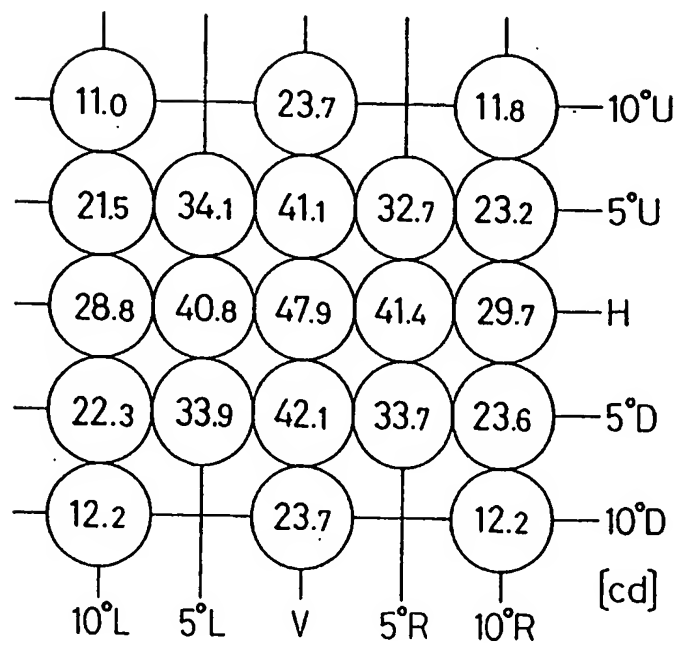 11.0 23.7 11.8 10°U
21.5 34.1 41.1 32.7 23.2 5°U
28.8 40.8 47.9 41.4 29.7 H
22.3 33.9 42.1 33.7 23.6 5°D
12.2 23.7 12.2 10°D
[cd]
10°L 5°L V 5°R 10°R